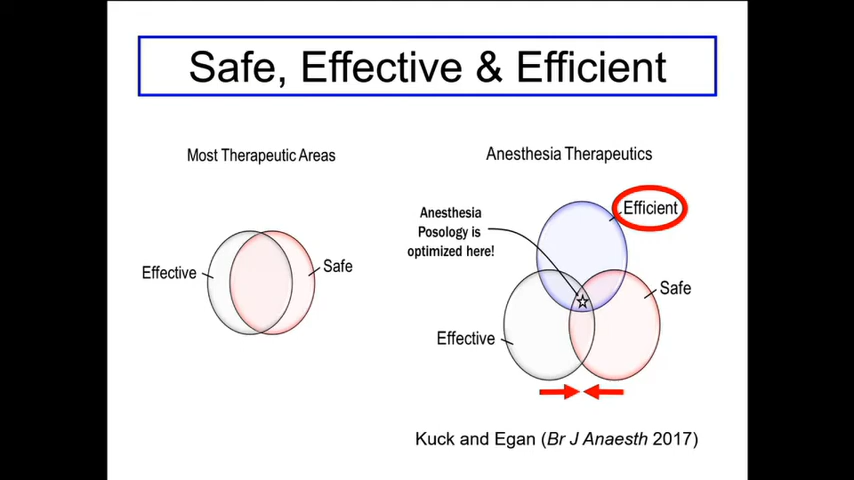 Safe, Effective & Efficient
Most Therapeutic Areas
Effective
Safe
Anesthesia Therapeutics
Efficient
Anesthesia
Posology is
optimized here!
Safe
Effective
Kuck and Egan (Br J Anaesth 2017)